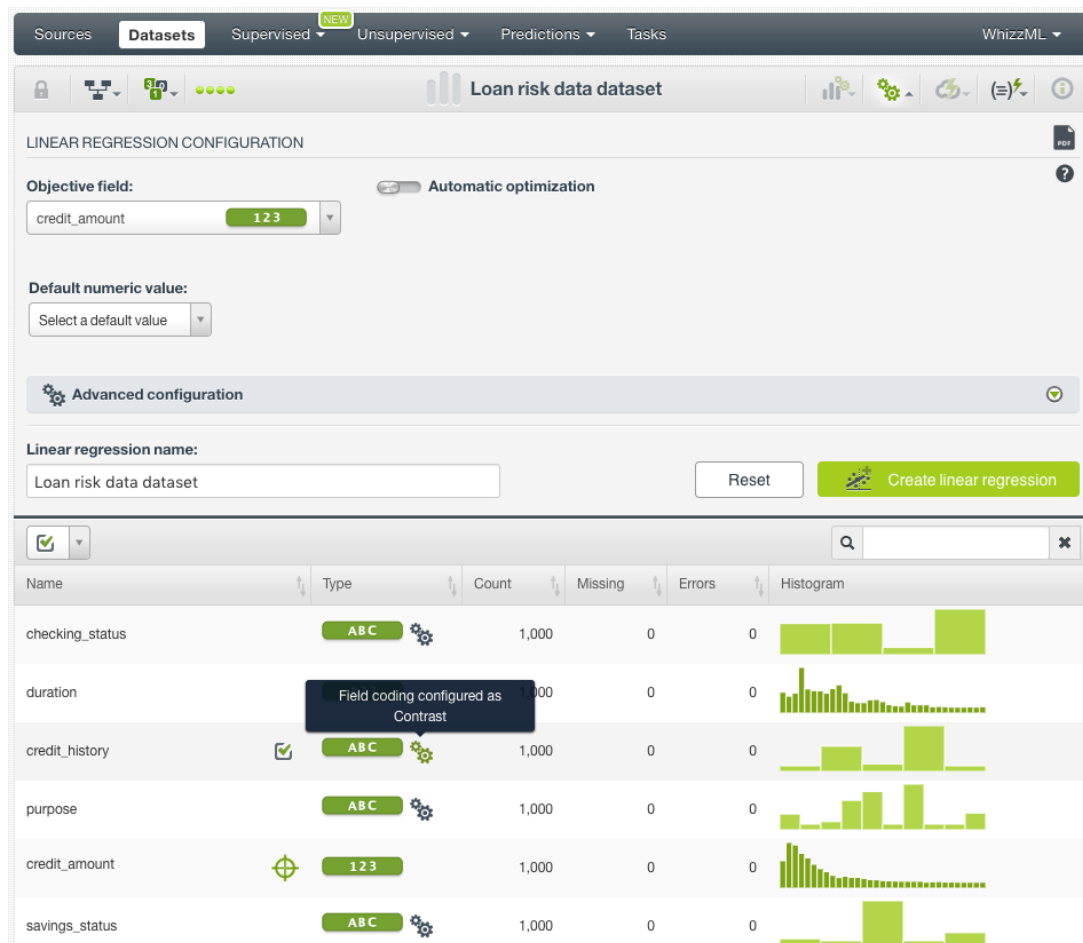 NEW
Sources Datasets Supervised Unsupervised Predictions Tasks WhizzML
Loan risk data dataset
LINEAR REGRESSION CONFIGURATION
PDF
Objective field: Automatic optimization
credit_amount 123
Default numeric value:
Select a default value
Advanced configuration
Linear regression name:
Loan risk data dataset Reset Create linear regression
Name Type Count Missing Errors Histogram
checking_status ABC 1,000 0 0
duration 000 0 0
Field coding configured as
Contrast
credit_history ABC 1,000 0 0
purpose ABC 1,000 0 0
credit_amount 123 1,000 0 0
savings_status ABC 1,000 0 0